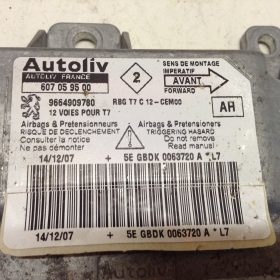 Autoliv
AUTOLIV FRANCE
607 05 95 00
2
SENS DE MONTAGE
IMPERATIF
AVANT
FORWARD
9664909780
RBG T7 C 12-CEM00
12 VOIES POUR T7
AR
Airbags & Pretensionneurs
RISQUE DE DECLENCHEMENT
Consulter la notice
Ne pas démonter
Airbags & Pretensioners
TRIGGERING HAZARD
Do not remove
Read manual
14/12/07 + 5E GBDK 0063720 A * L7
14/12/07 + 5E GBDK 0063720 A * L7